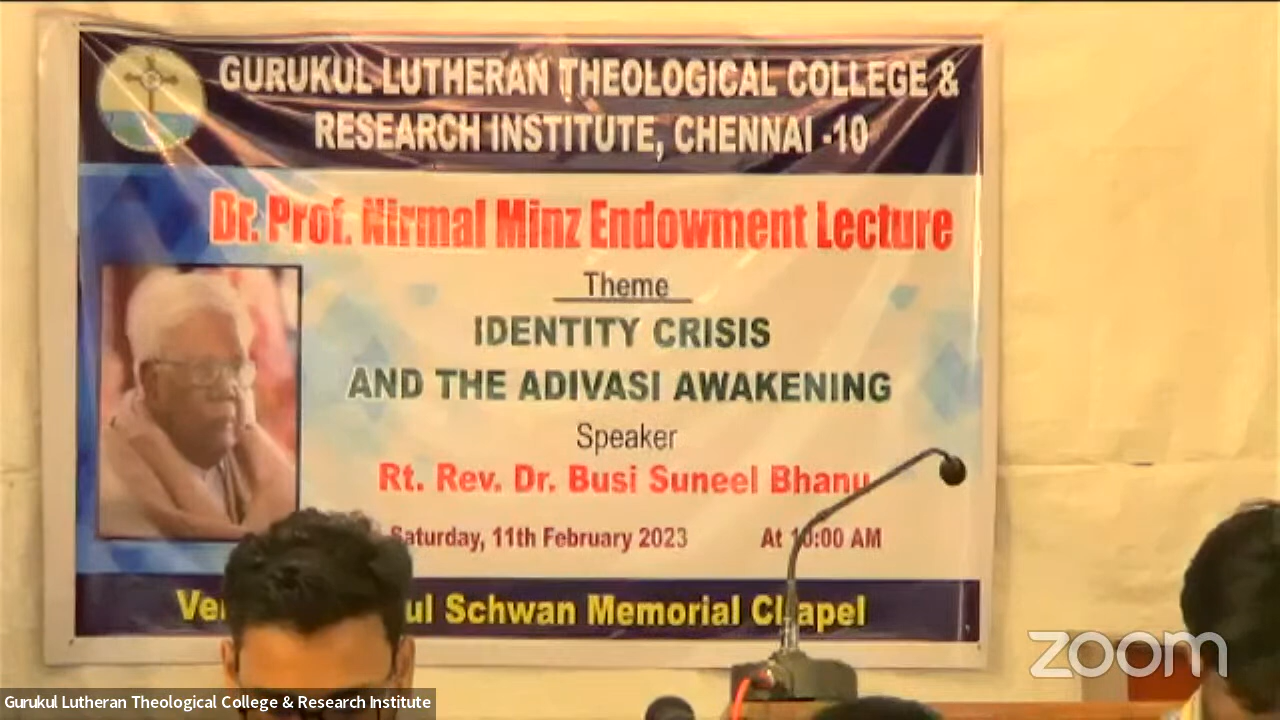 GURUKUL LUTHERAN THEOLOGICAL COLLEGE &
RESEARCH INSTITUTE, CHENNAI -10
Dr. Prof. Nirmal Minz Endowment Lecture
Theme
IDENTITY CRISIS
AND THE ADIVASI AWAKENING
Speaker
Rt. Rev. Dr. Busi Suneel Bhanu
Saturday, 11th February 2023 At 10:00 AM
Schwan Memorial Chapel
zoom
Gurukul Lutheran Theological College & Research Institute